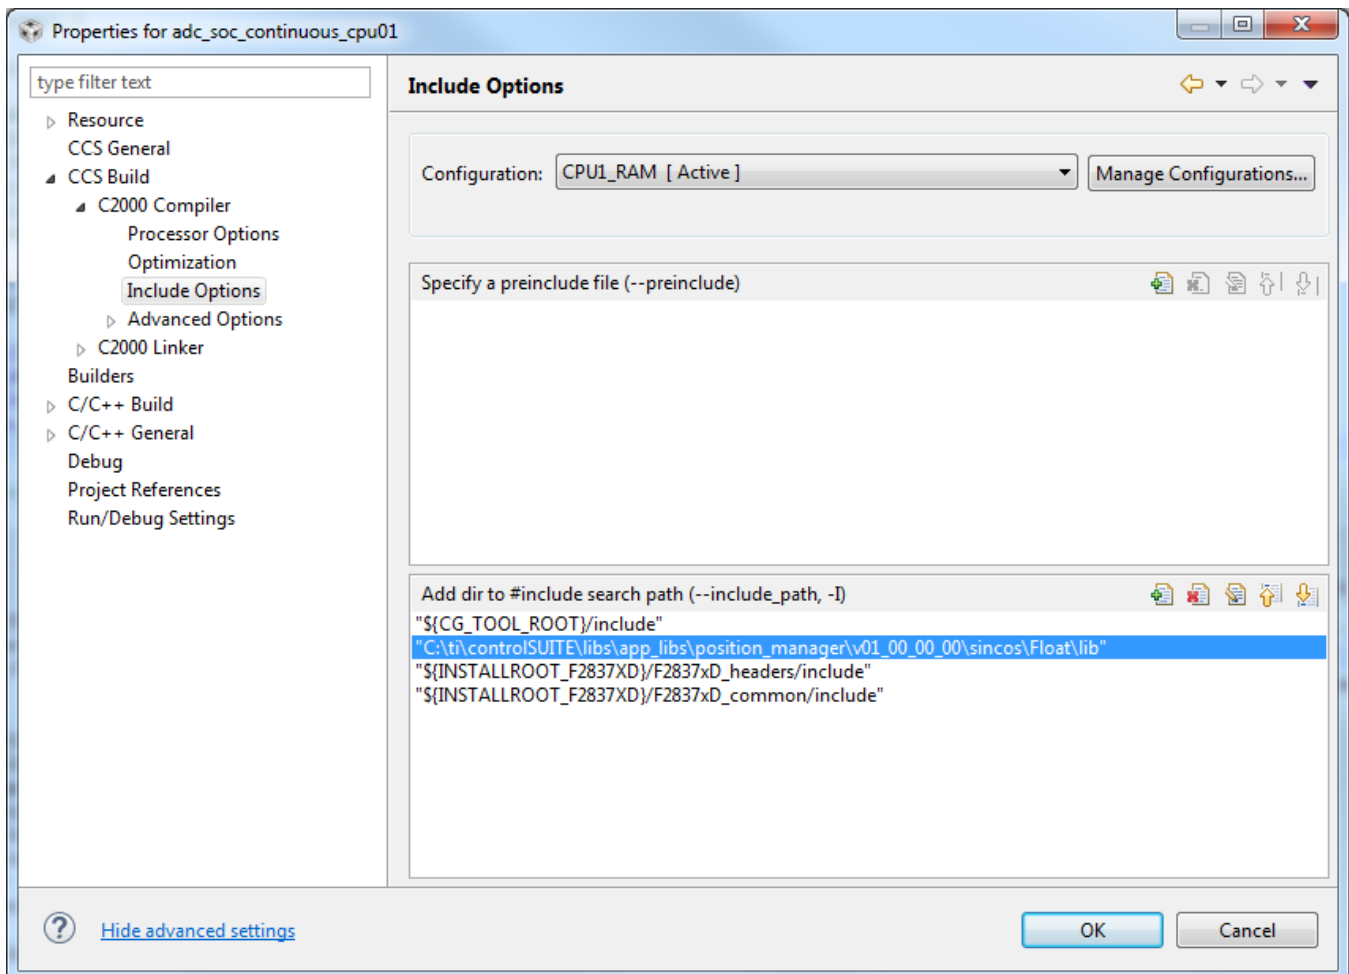 Properties for adc_soc_continuous_cpu01
type filter text
Resource
CCS General
CCS Build
C2000 Compiler
Processor Options
Optimization
Include Options
Advanced Options
C2000 Linker
Builders
C/C++ Build
C/C++ General
Debug
Project References
Run/Debug Settings
Include Options
Configuration: CPU1_RAM [ Active ] Manage Configurations...
Specify a preinclude file (--preinclude)
Add dir to #include search path (--include_path, -I)
"${CG_TOOL_ROOT}/include"
"C:\ti\controlSUITE\libs\app_libs\position_manager\v01_00_00_00\sincos\Float\lib"
"${INSTALLROOT_F2837XD}/F2837xD_headers/include"
"${INSTALLROOT_F2837XD}/F2837xD_common/include"
Hide advanced settings
OK Cancel